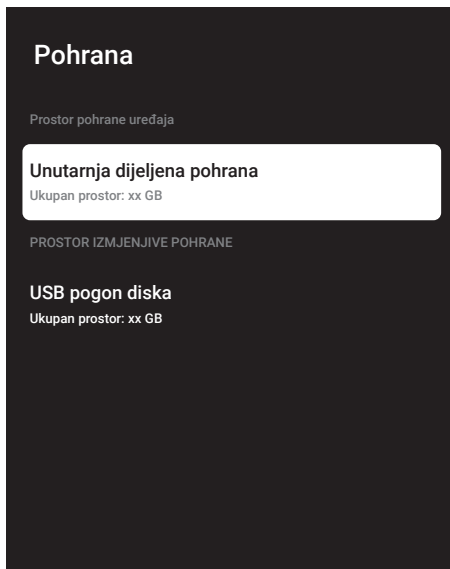 Pohrana
Prostor pohrane uređaja
Unutarnja dijeljena pohrana
Ukupan prostor: xx GB
PROSTOR IZMJENJIVE POHRANE
USB pogon diska
Ukupan prostor: xx GB